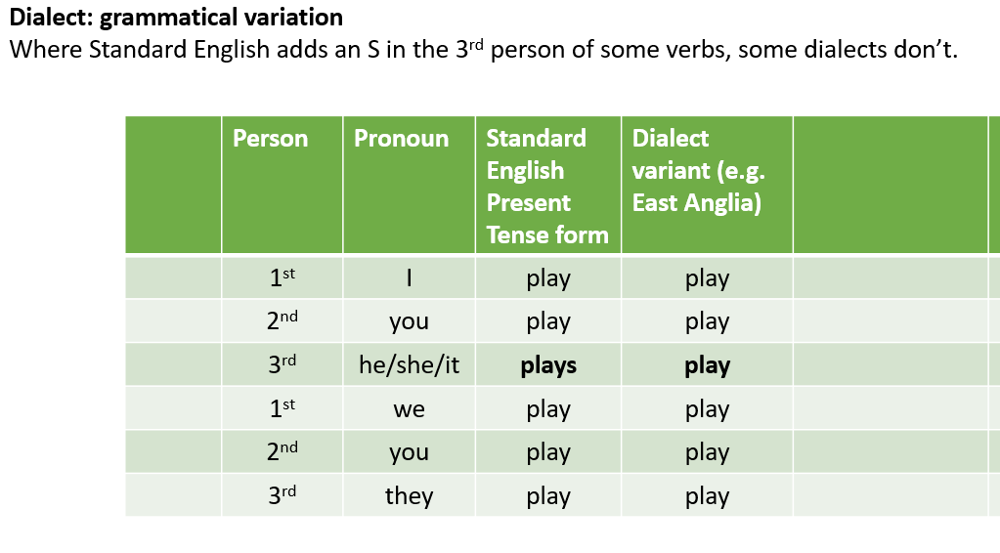 Dialect: grammatical variation
Where Standard English adds an S in the 3rd person of some verbs, some dialects don’t.
Person Pronoun Standard English Present Tense form Dialect variant (e.g. East Anglia)
1st I play play
2nd you play play
3rd he/she/it plays play
1st we play play
2nd you play play
3rd they play play